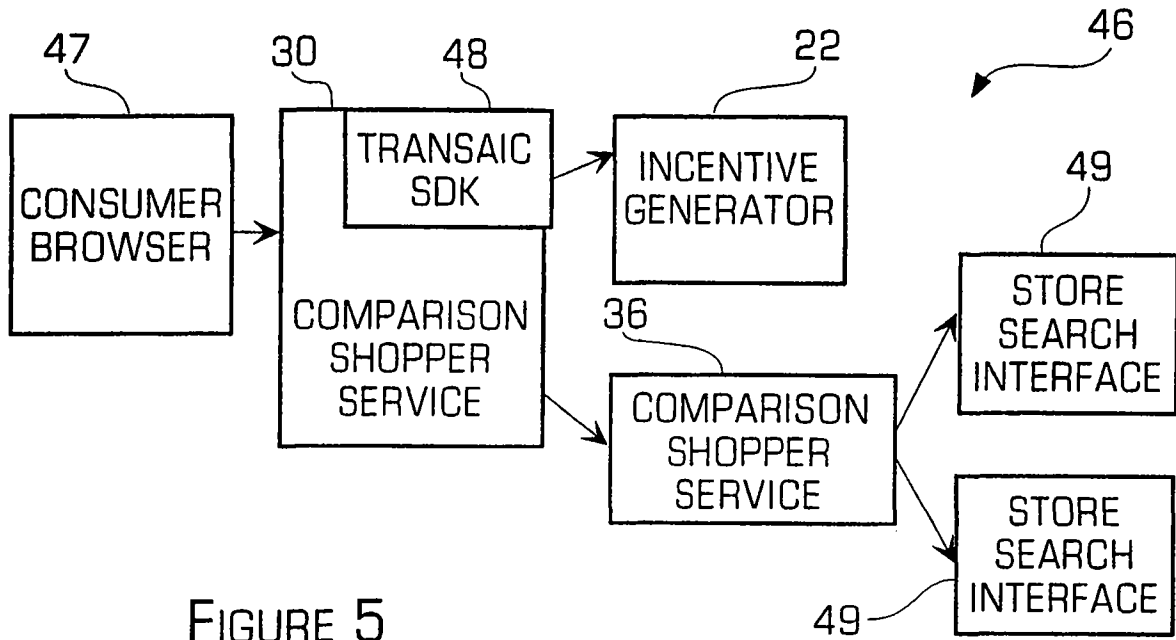 47
30
48
22
46
CONSUMER
BROWSER
TRANSAIC
SDK
COMPARISON
SHOPPER
SERVICE
INCENTIVE
GENERATOR
36
COMPARISON
SHOPPER
SERVICE
49
STORE
SEARCH
INTERFACE
STORE
SEARCH
INTERFACE
49
FIGURE 5